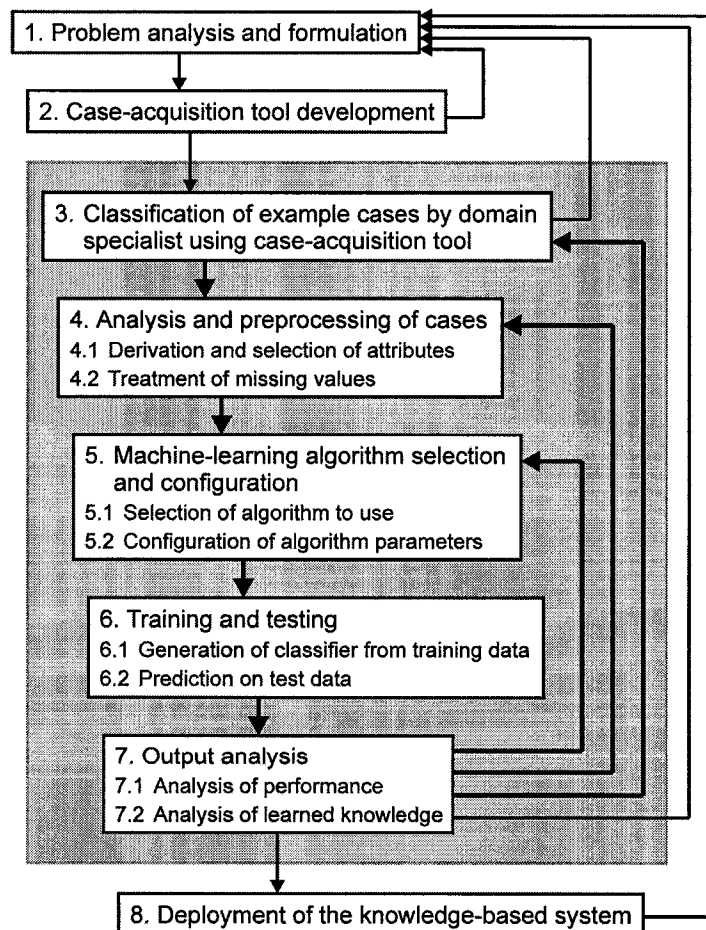 1. Problem analysis and formulation
2. Case-acquisition tool development
3. Classification of example cases by domain
specialist using case-acquisition tool
4. Analysis and preprocessing of cases
4.1 Derivation and selection of attributes
4.2 Treatment of missing values
5. Machine-learning algorithm selection
and configuration
5.1 Selection of algorithm to use
5.2 Configuration of algorithm parameters
6. Training and testing
6.1 Generation of classifier from training data
6.2 Prediction on test data
7. Output analysis
7.1 Analysis of performance
7.2 Analysis of learned knowledge
8. Deployment of the knowledge-based system